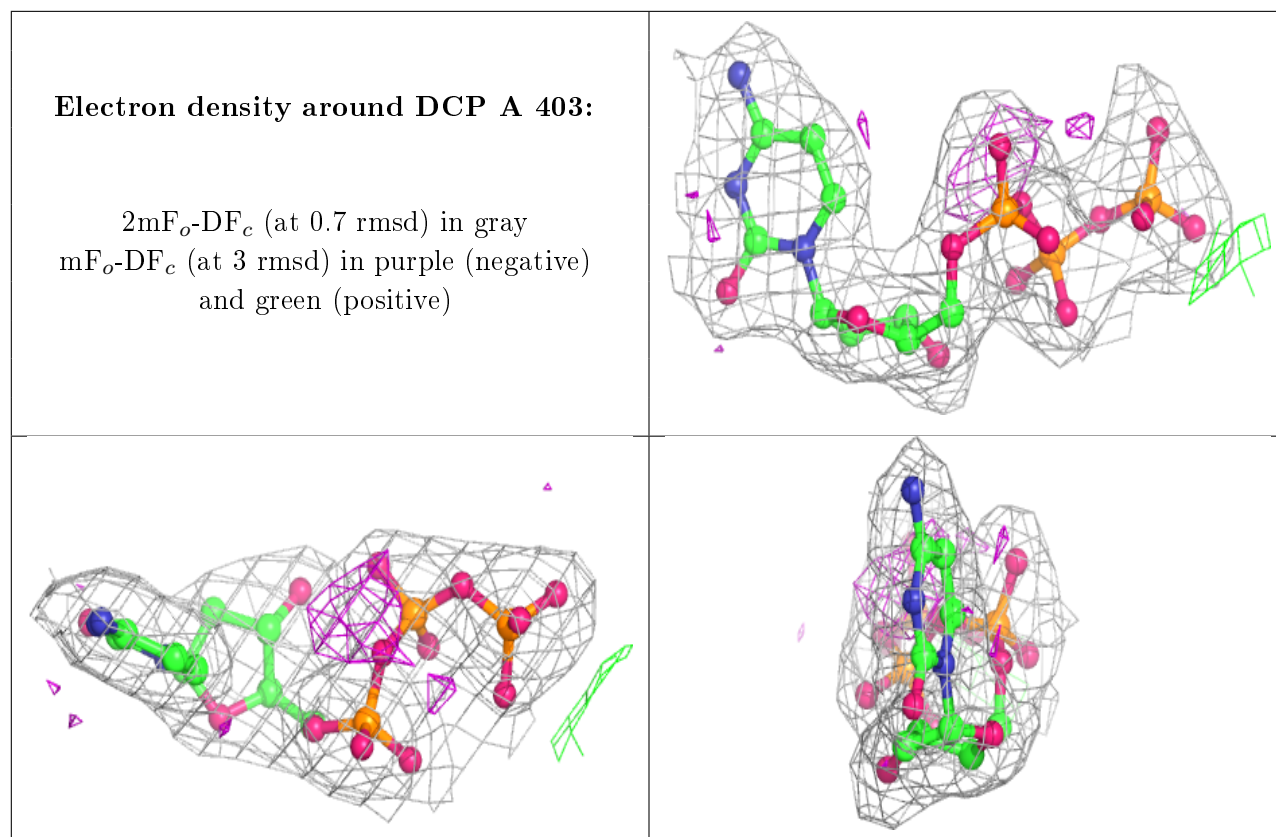 Electron density around DCP A 403:
2mFₒ-DF𝒸 (at 0.7 rmsd) in gray
mFₒ-DF𝒸 (at 3 rmsd) in purple (negative)
and green (positive)